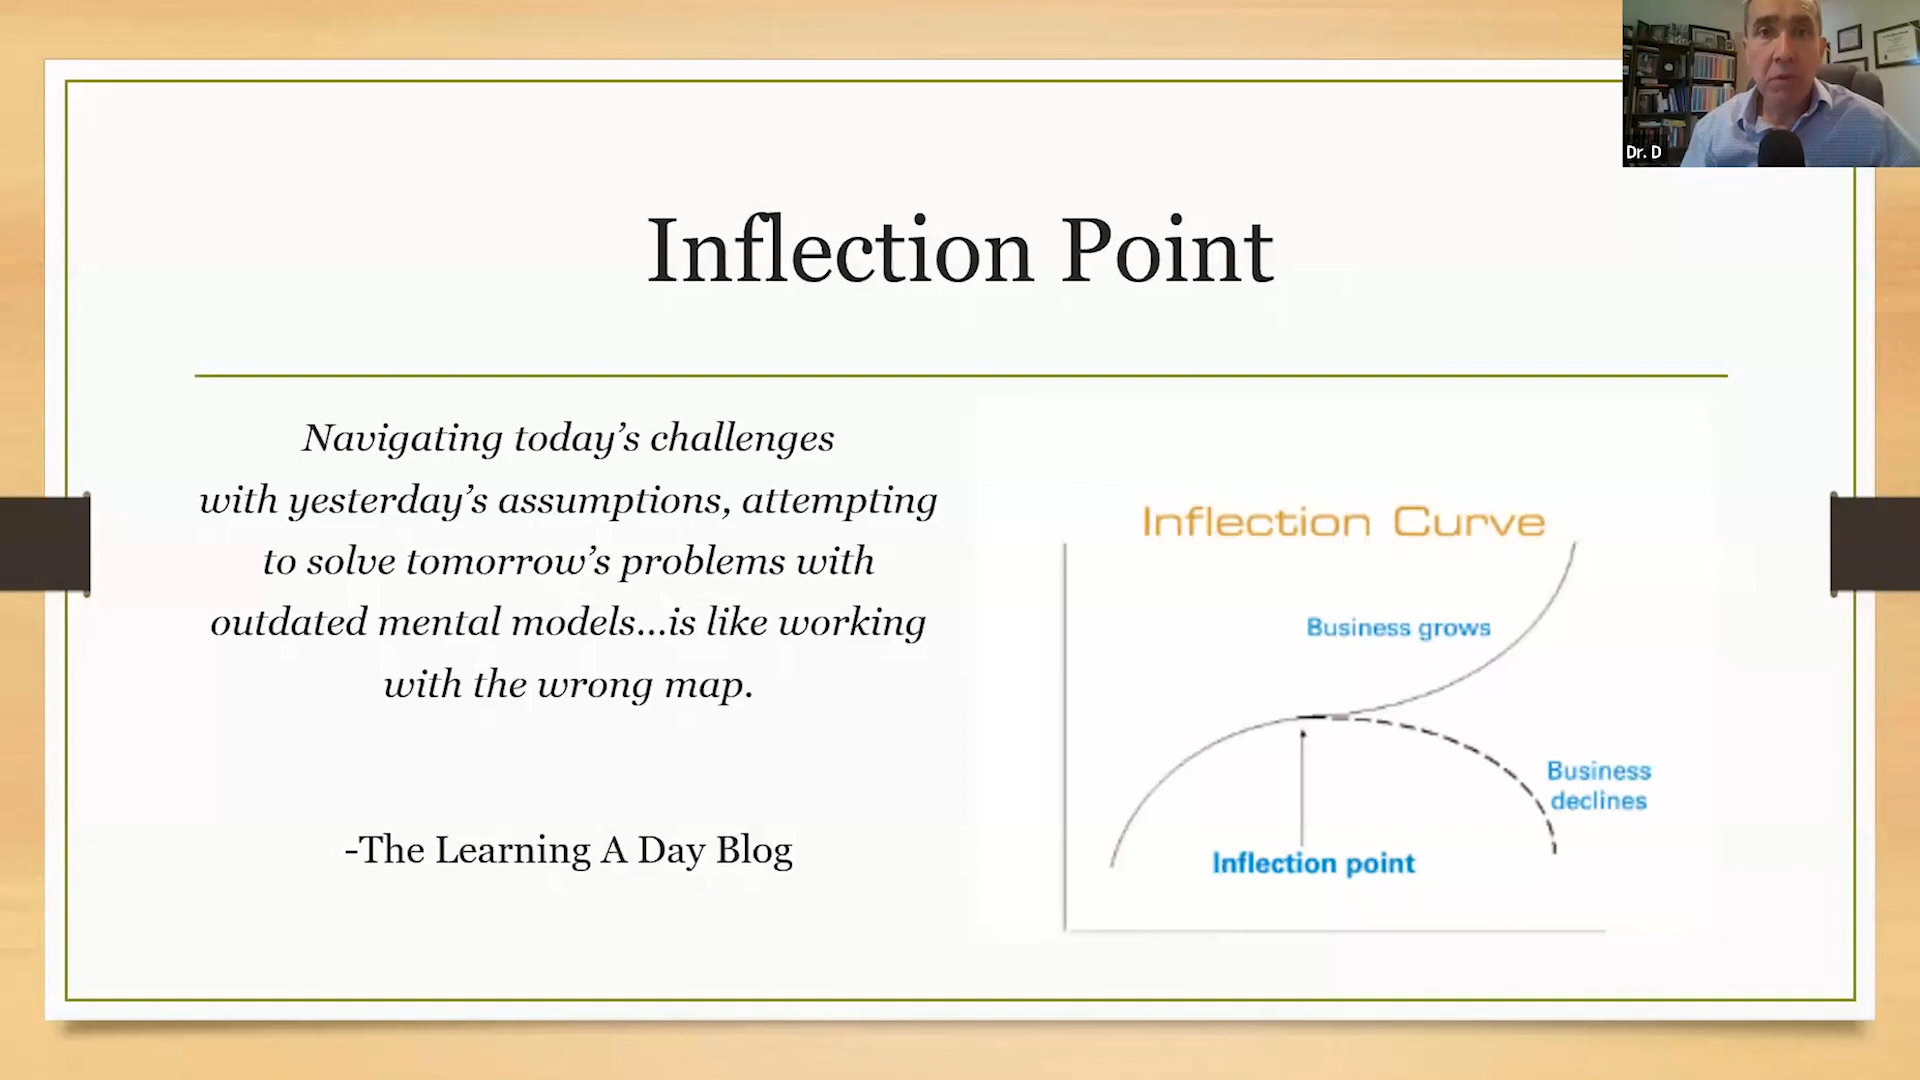 Dr. D
Inflection Point
Navigating today’s challenges
with yesterday’s assumptions, attempting
to solve tomorrow’s problems with
outdated mental models...is like working
with the wrong map.
-The Learning A Day Blog
Inflection Curve
Business grows
Business
declines
Inflection point